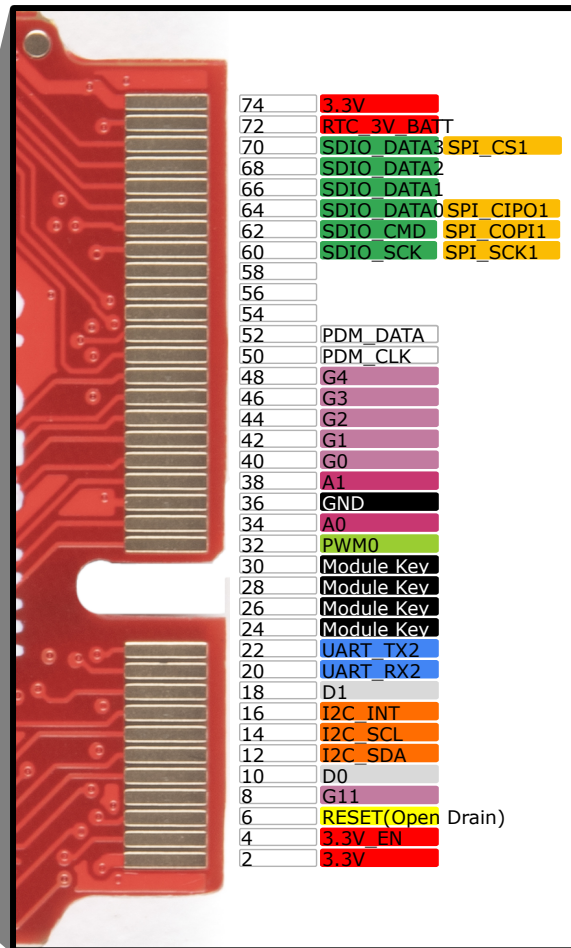 74 3.3V
72 RTC_3V_BATT
70 SDIO_DATA3 SPI_CS1
68 SDIO_DATA2
66 SDIO_DATA1
64 SDIO_DATA0 SPI_CIPO1
62 SDIO_CMD SPI_COPI1
60 SDIO_SCK SPI_SCK1
58
56
54
52 PDM_DATA
50 PDM_CLK
48 G4
46 G3
44 G2
42 G1
40 G0
38 A1
36 GND
34 A0
32 PWM0
30 Module Key
28 Module Key
26 Module Key
24 Module Key
22 UART_TX2
20 UART_RX2
18 D1
16 I2C_INT
14 I2C_SCL
12 I2C_SDA
10 D0
8 G11
6 RESET(Open Drain)
4 3.3V_EN
2 3.3V